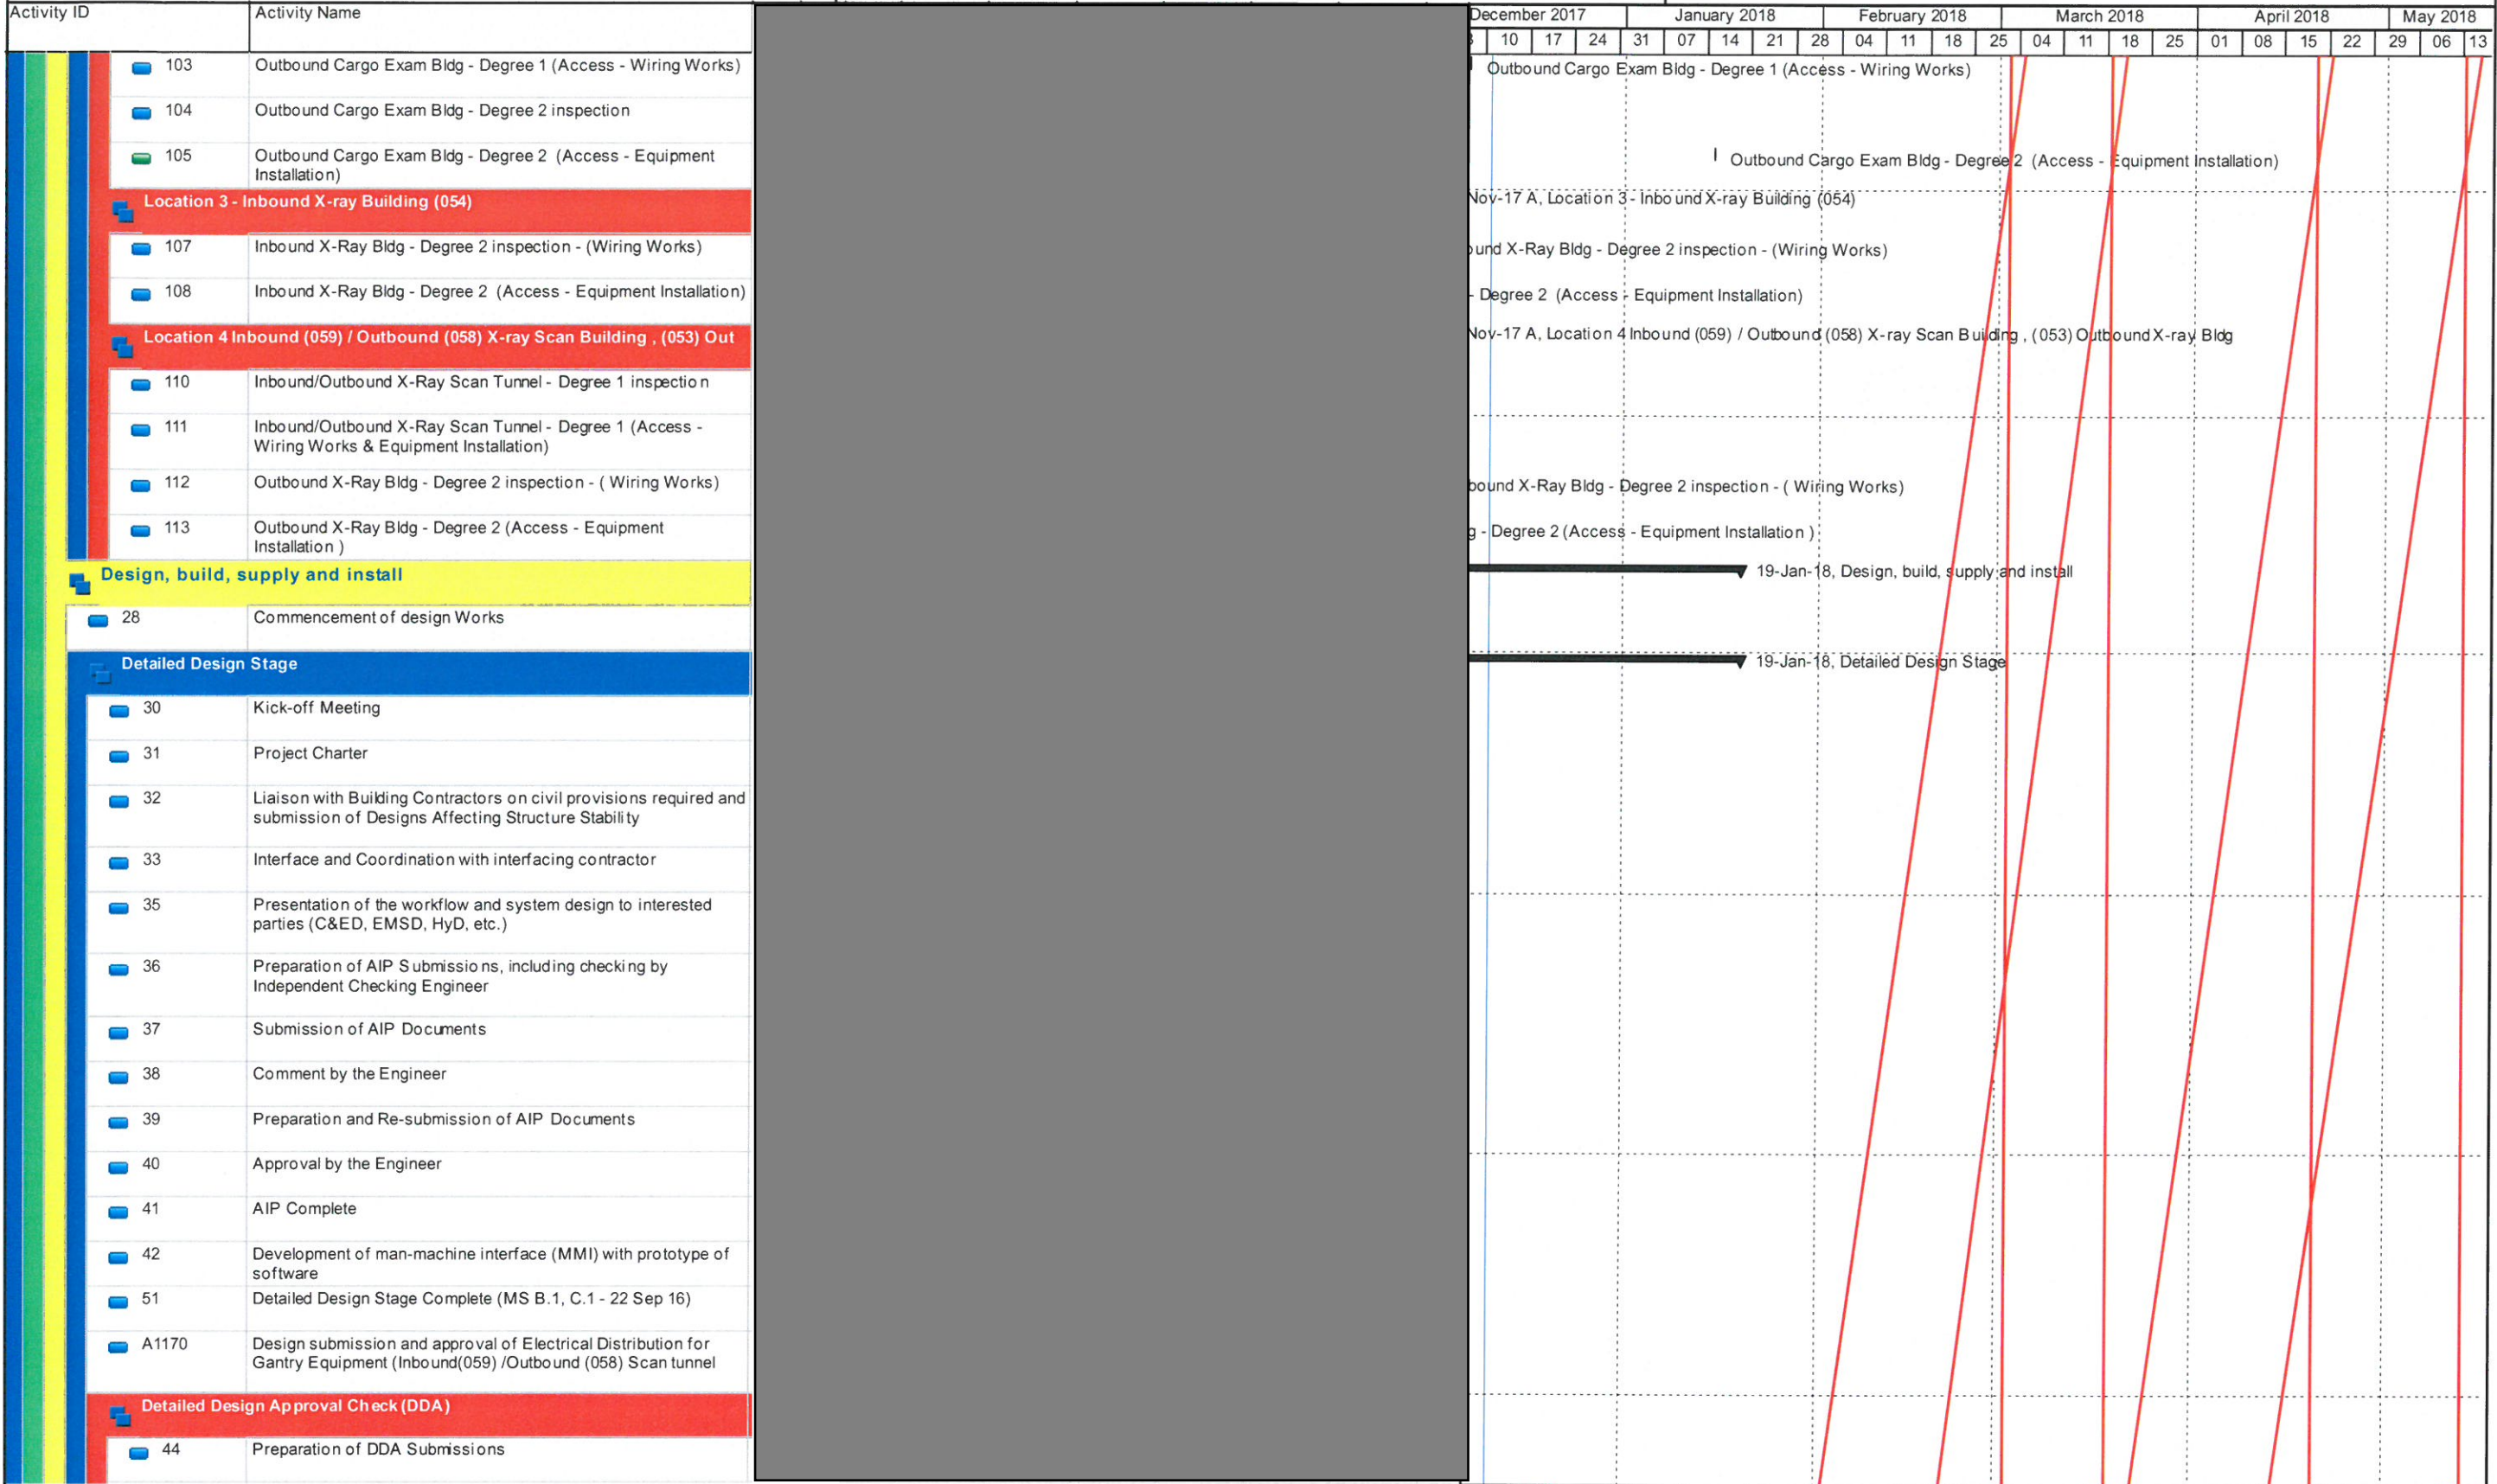 Activity ID Activity Name December 2017 January 2018 February 2018 March 2018 April 2018 May 2018
10 17 24 31 07 14 21 28 04 11 18 25 04 11 18 25 01 08 15 22 29 06 13
103 Outbound Cargo Exam Bldg - Degree 1 (Access - Wiring Works) Outbound Cargo Exam Bldg - Degree 1 (Access - Wiring Works)
104 Outbound Cargo Exam Bldg - Degree 2 inspection
105 Outbound Cargo Exam Bldg - Degree 2 (Access - Equipment Outbound Cargo Exam Bldg - Degree 2 (Access - Equipment Installation)
Installation)
Location 3 - Inbound X-ray Building (054) Nov-17 A, Location 3 - Inbound X-ray Building (054)
107 Inbound X-Ray Bldg - Degree 2 inspection - (Wiring Works) ound X-Ray Bldg - Degree 2 inspection - (Wiring Works)
108 Inbound X-Ray Bldg - Degree 2 (Access - Equipment Installation) - Degree 2 (Access - Equipment Installation)
Location 4 Inbound (059) / Outbound (058) X-ray Scan Building , (053) Out Nov-17 A, Location 4 Inbound (059) / Outbound (058) X-ray Scan Building , (053) Outbound X-ray Bldg
110 Inbound/Outbound X-Ray Scan Tunnel - Degree 1 inspection
111 Inbound/Outbound X-Ray Scan Tunnel - Degree 1 (Access -
Wiring Works & Equipment Installation)
112 Outbound X-Ray Bldg - Degree 2 inspection - ( Wiring Works) bound X-Ray Bldg - Degree 2 inspection - ( Wiring Works)
113 Outbound X-Ray Bldg - Degree 2 (Access - Equipment g - Degree 2 (Access - Equipment Installation )
Installation )
Design, build, supply and install 19-Jan-18, Design, build, supply and install
28 Commencement of design Works
Detailed Design Stage 19-Jan-18, Detailed Design Stage
30 Kick-off Meeting
31 Project Charter
32 Liaison with Building Contractors on civil provisions required and
submission of Designs Affecting Structure Stability
33 Interface and Coordination with interfacing contractor
35 Presentation of the workflow and system design to interested
parties (C&ED, EMSD, HyD, etc.)
36 Preparation of AIP Submissions, including checking by
Independent Checking Engineer
37 Submission of AIP Documents
38 Comment by the Engineer
39 Preparation and Re-submission of AIP Documents
40 Approval by the Engineer
41 AIP Complete
42 Development of man-machine interface (MMI) with prototype of
software
51 Detailed Design Stage Complete (MS B.1, C.1 - 22 Sep 16)
A1170 Design submission and approval of Electrical Distribution for
Gantry Equipment (Inbound(059) /Outbound (058) Scan tunnel
Detailed Design Approval Check (DDA)
44 Preparation of DDA Submissions